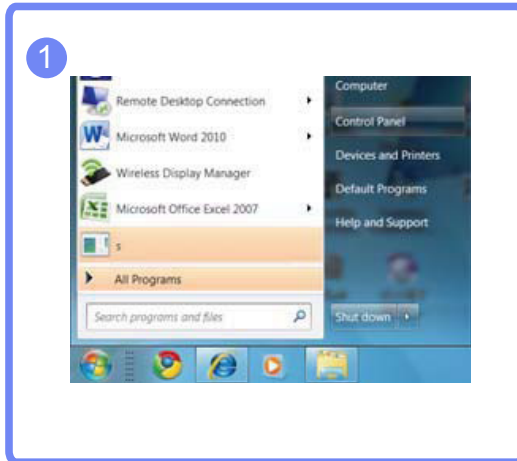 1
Remote Desktop Connection
Microsoft Word 2010
Wireless Display Manager
Microsoft Office Excel 2007
s
All Programs
Search programs and files
Computer
Control Panel
Devices and Printers
Default Programs
Help and Support
Shut down